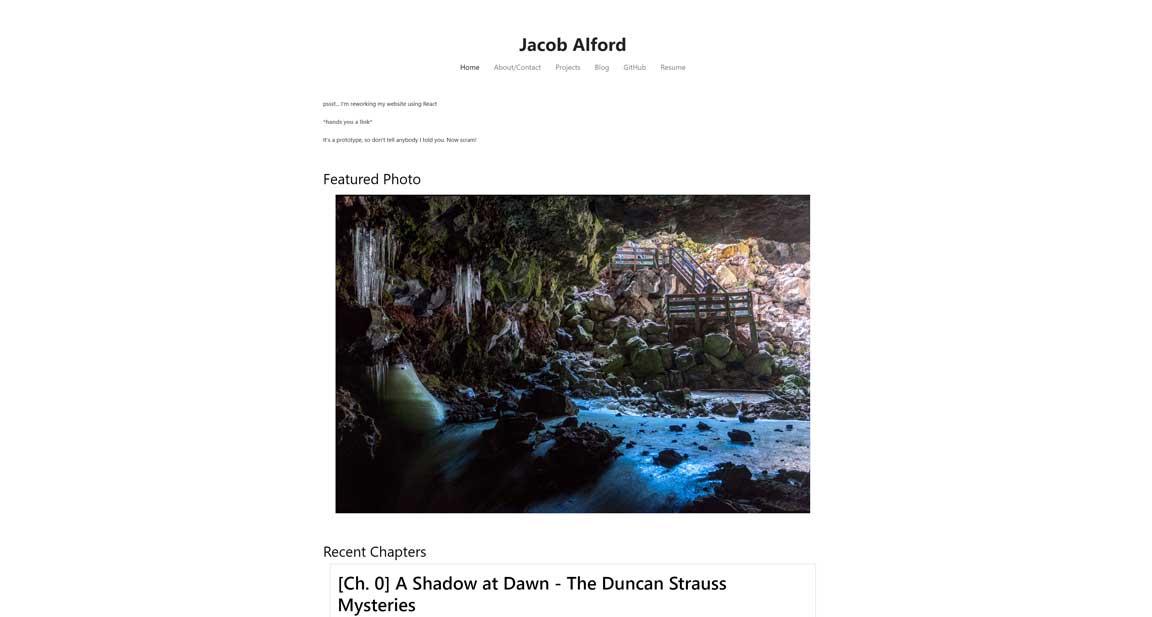 Jacob Alford
Home About/Contact Projects Blog GitHub Resume
pssst... I'm reworking my website using React
*hands you a link*
It's a prototype, so don't tell anybody I told you. Now scram!
Featured Photo
Recent Chapters
[Ch. 0] A Shadow at Dawn - The Duncan Strauss
Mysteries